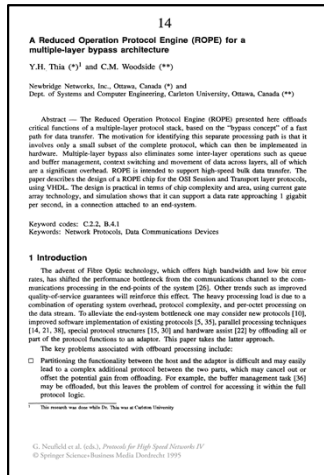 14
A Reduced Operation Protocol Engine (ROPE) for a
multiple-layer bypass architecture
Y.H. Thia (*)¹ and C.M. Woodside (**)
Newbridge Networks, Inc., Ottawa, Canada (*) and
Dept. of Systems and Computer Engineering, Carleton University, Ottawa, Canada (**)
Abstract — The Reduced Operation Protocol Engine (ROPE) presented here offloads
critical functions of a multiple-layer protocol stack, based on the "bypass concept" of a fast
path for data transfer. The motivation for identifying this separate processing path is that it
involves only a small subset of the complete protocol, which can then be implemented in
hardware. Multiple-layer bypass also eliminates some inter-layer operations such as queue
and buffer management, context switching and movement of data across layers, all of which
are a significant overhead. ROPE is intended to support high-speed bulk data transfer. The
paper describes the design of a ROPE chip for the OSI Session and Transport layer protocols,
using VHDL. The design is practical in terms of chip complexity and area, using current gate
array technology, and simulation shows that it can support a data rate approaching 1 gigabit
per second, in a connection attached to an end-system.
Keyword codes: C.2.2, B.4.1
Keywords: Network Protocols, Data Communications Devices
1 Introduction
The advent of Fibre Optic technology, which offers high bandwidth and low bit error
rates, has shifted the performance bottleneck from the communications channel to the com-
munications processing in the end-points of the system [26]. Other trends such as improved
quality-of-service guarantees will reinforce this effect. The heavy processing load is due to a
combination of operating system overhead, protocol complexity, and per-octet processing on
the data stream. To alleviate the end-system bottleneck one may consider new protocols [10],
improved software implementation of existing protocols [5, 35], parallel processing techniques
[14, 21, 38], special protocol structures [15, 30] and hardware assist [22] by offloading all or
part of the protocol functions to an adaptor. This paper takes the latter approach.
The key problems associated with offboard processing include:
□ Partitioning the functionality between the host and the adaptor is difficult and may easily
lead to a complex additional protocol between the two parts, which may cancel out or
offset the potential gain from offloading. For example, the buffer management task [36]
may be offloaded, but this leaves the problem of control for accessing it within the full
protocol logic.
¹ This research was done while Dr. Thia was at Carleton University
G. Neufield et al. (eds.), Protocols for High Speed Networks IV
© Springer Science+Business Media Dordrecht 1995